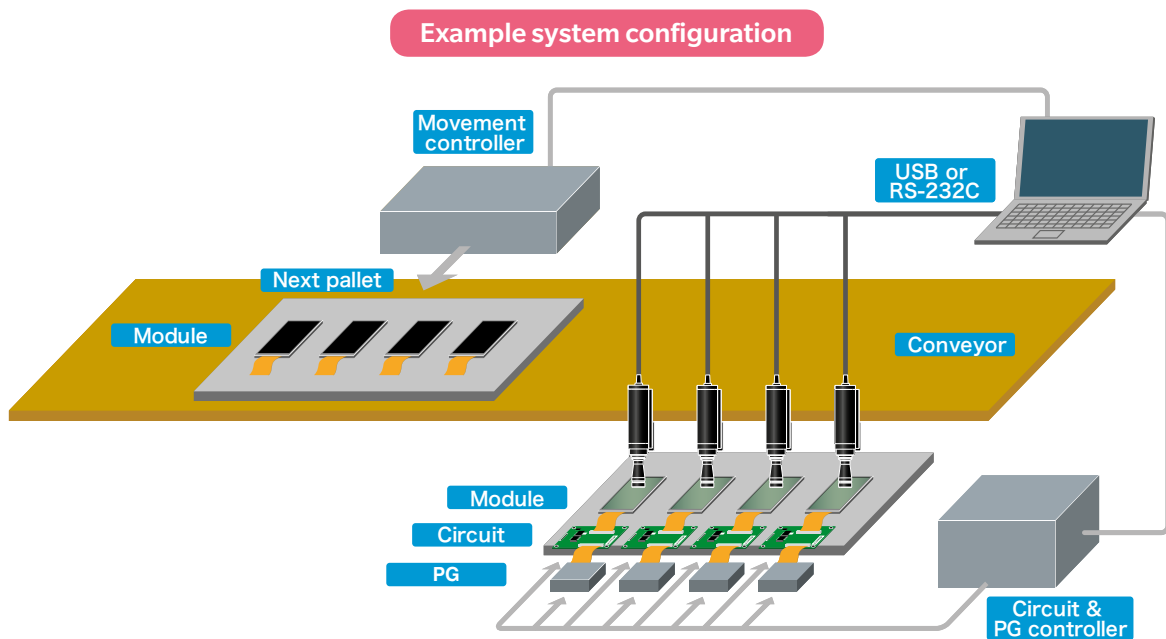 Example system configuration
Movement
controller
USB or
RS-232C
Next pallet
Module
Conveyor
Module
Circuit
PG
Circuit &
PG controller